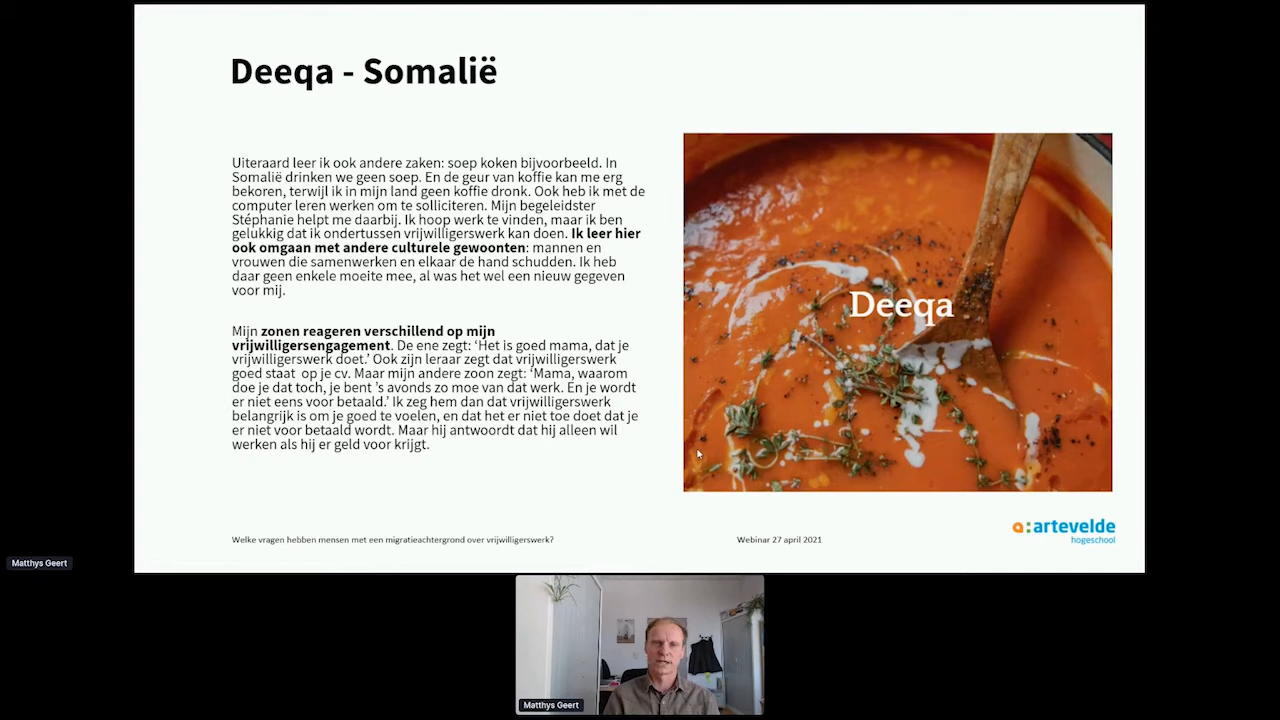 Deeqa - Somalië
Uiteraard leer ik ook andere zaken: soep koken bijvoorbeeld. In
Somalië drinken we geen soep. En de geur van koffie kan me erg
bekoren, terwijl ik in mijn land geen koffie dronk. Ook heb ik met de
computer leren werken om te solliciteren. Mijn begeleidster
Stéphanie helpt me daarbij. Ik hoop werk te vinden, maar ik ben
gelukkig dat ik ondertussen vrijwilligerswerk kan doen. Ik leer hier
ook omgaan met andere culturele gewoonten: mannen en
vrouwen die samenwerken en elkaar de hand schudden. Ik heb
daar geen enkele moeite mee, al was het wel een nieuw gegeven
voor mij.
Mijn zonen reageren verschillend op mijn
vrijwilligersengagement. De ene zegt: ‘Het is goed mama, dat je
vrijwilligerswerk doet.’ Ook zijn leraar zegt dat vrijwilligerswerk
goed staat  op je cv. Maar mijn andere zoon zegt: ‘Mama, waarom
doe je dat toch, je bent ’s avonds zo moe van dat werk. En je wordt
er niet eens voor betaald.’ Ik zeg hem dan dat vrijwilligerswerk
belangrijk is om je goed te voelen, en dat het er niet toe doet dat je
er niet voor betaald wordt. Maar hij antwoordt dat hij alleen wil
werken als hij er geld voor krijgt.
Deeqa
Welke vragen hebben mensen met een migratieachtergrond over vrijwilligerswerk?
Webinar 27 april 2021
a:artevelde
hogeschool
Matthys Geert
Matthys Geert